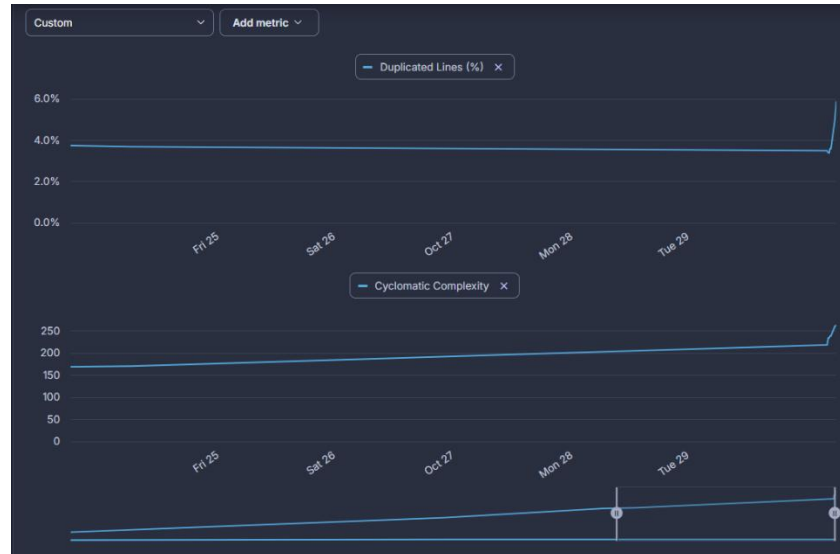 Custom Add metric
Duplicated Lines (%) ×
6.0%
4.0%
2.0%
0.0%
Fri 25 Sat 26 Oct 27 Mon 28 Tue 29
Cyclomatic Complexity ×
250
200
150
100
50
0
Fri 25 Sat 26 Oct 27 Mon 28 Tue 29